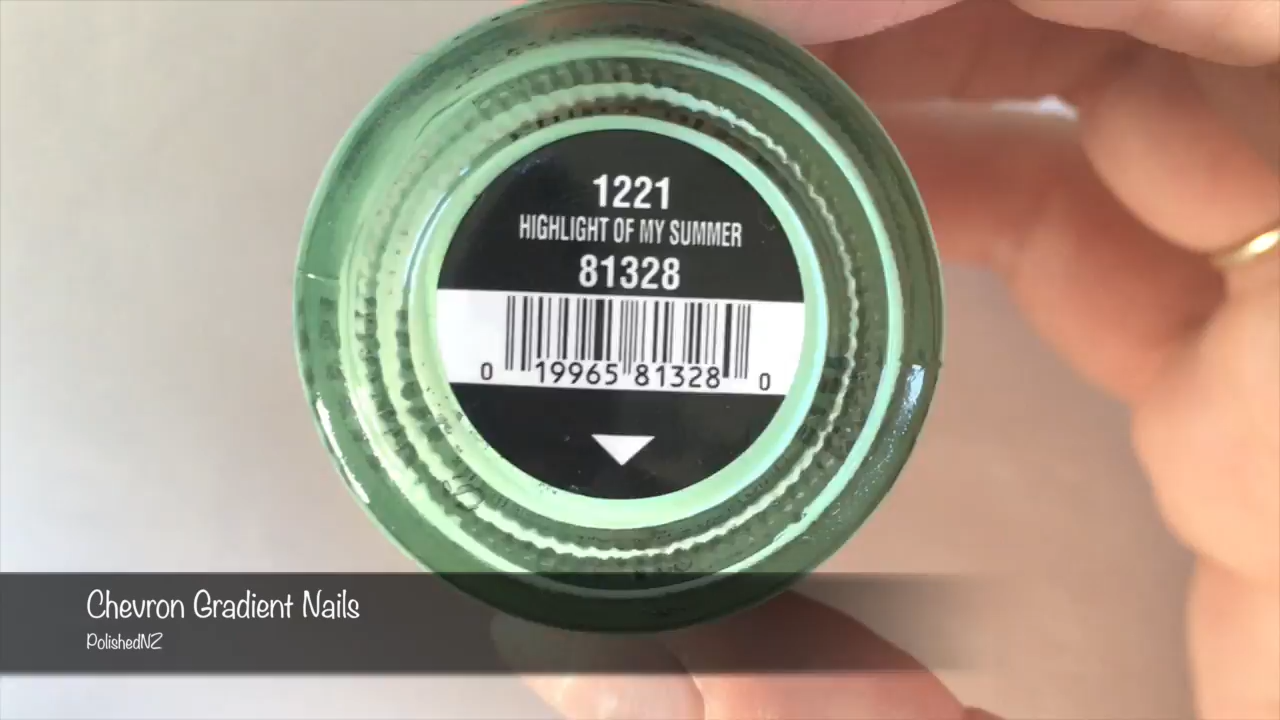 1221
HIGHLIGHT OF MY SUMMER
81328
0 19965 81328 0
Chevron Gradient Nails
PolishedNZ